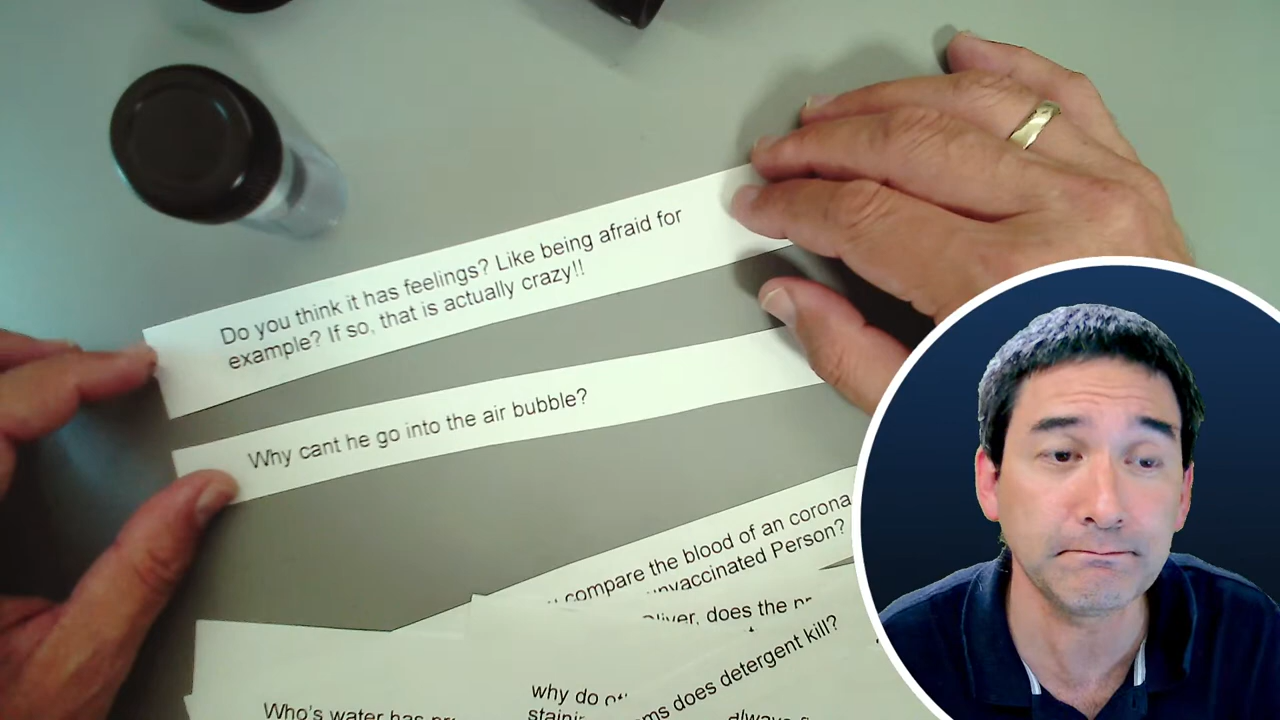 Do you think it has feelings? Like being afraid for
example? If so, that is actually crazy!!
Why cant he go into the air bubble?
compare the blood of an corona
unvaccinated Person?
does the
does detergent kill?
why do
Who's water has